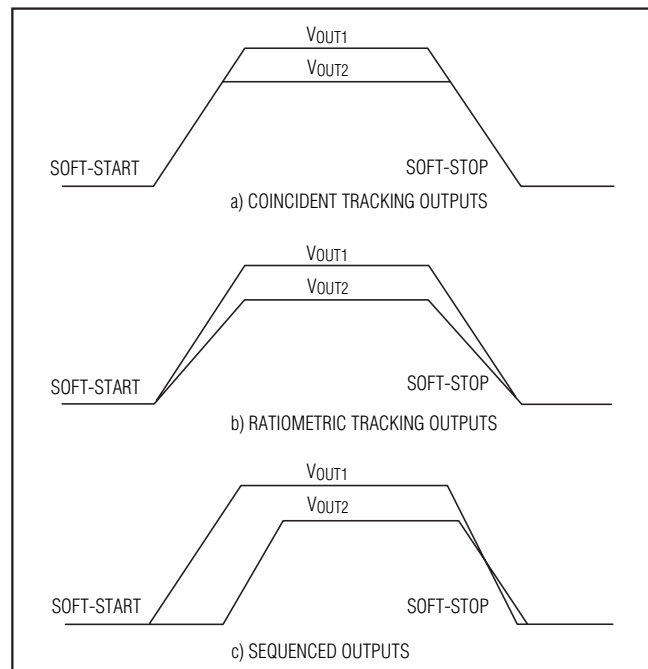 VOUT1
VOUT2
SOFT-START
SOFT-STOP
a) COINCIDENT TRACKING OUTPUTS
VOUT1
VOUT2
SOFT-START
SOFT-STOP
b) RATIOMETRIC TRACKING OUTPUTS
VOUT1
VOUT2
SOFT-START
SOFT-STOP
c) SEQUENCED OUTPUTS